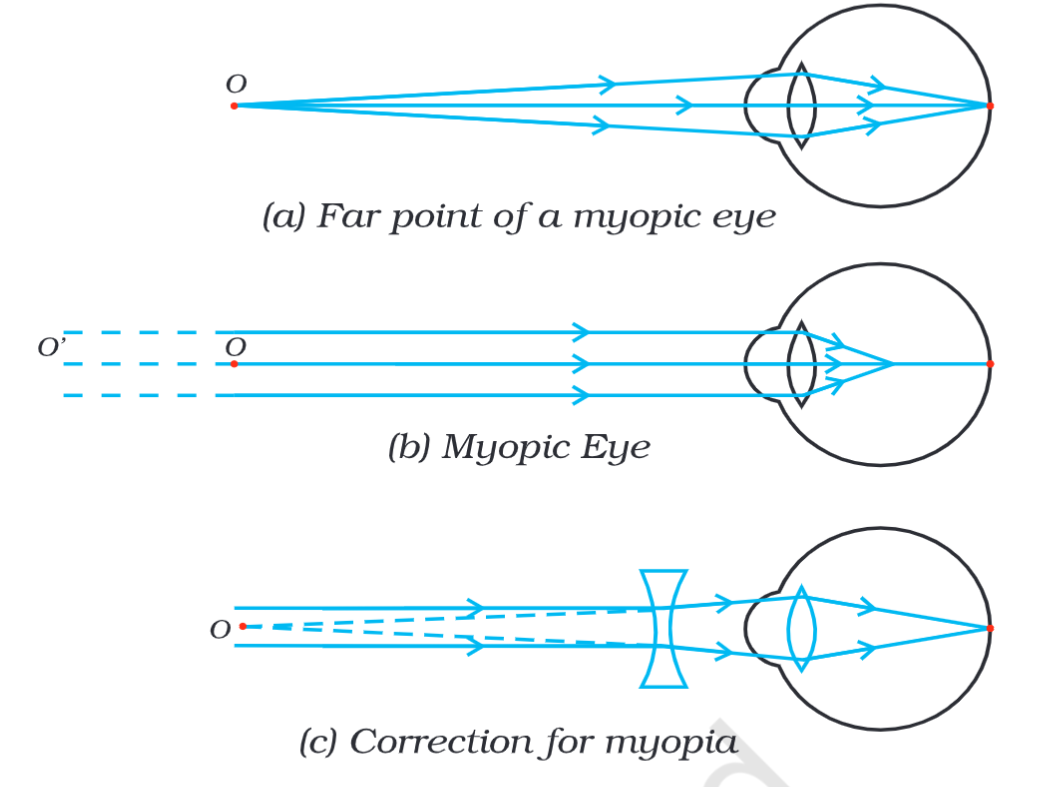 O
(a) Far point of a myopic eye
O’
O
(b) Myopic Eye
O
(c) Correction for myopia